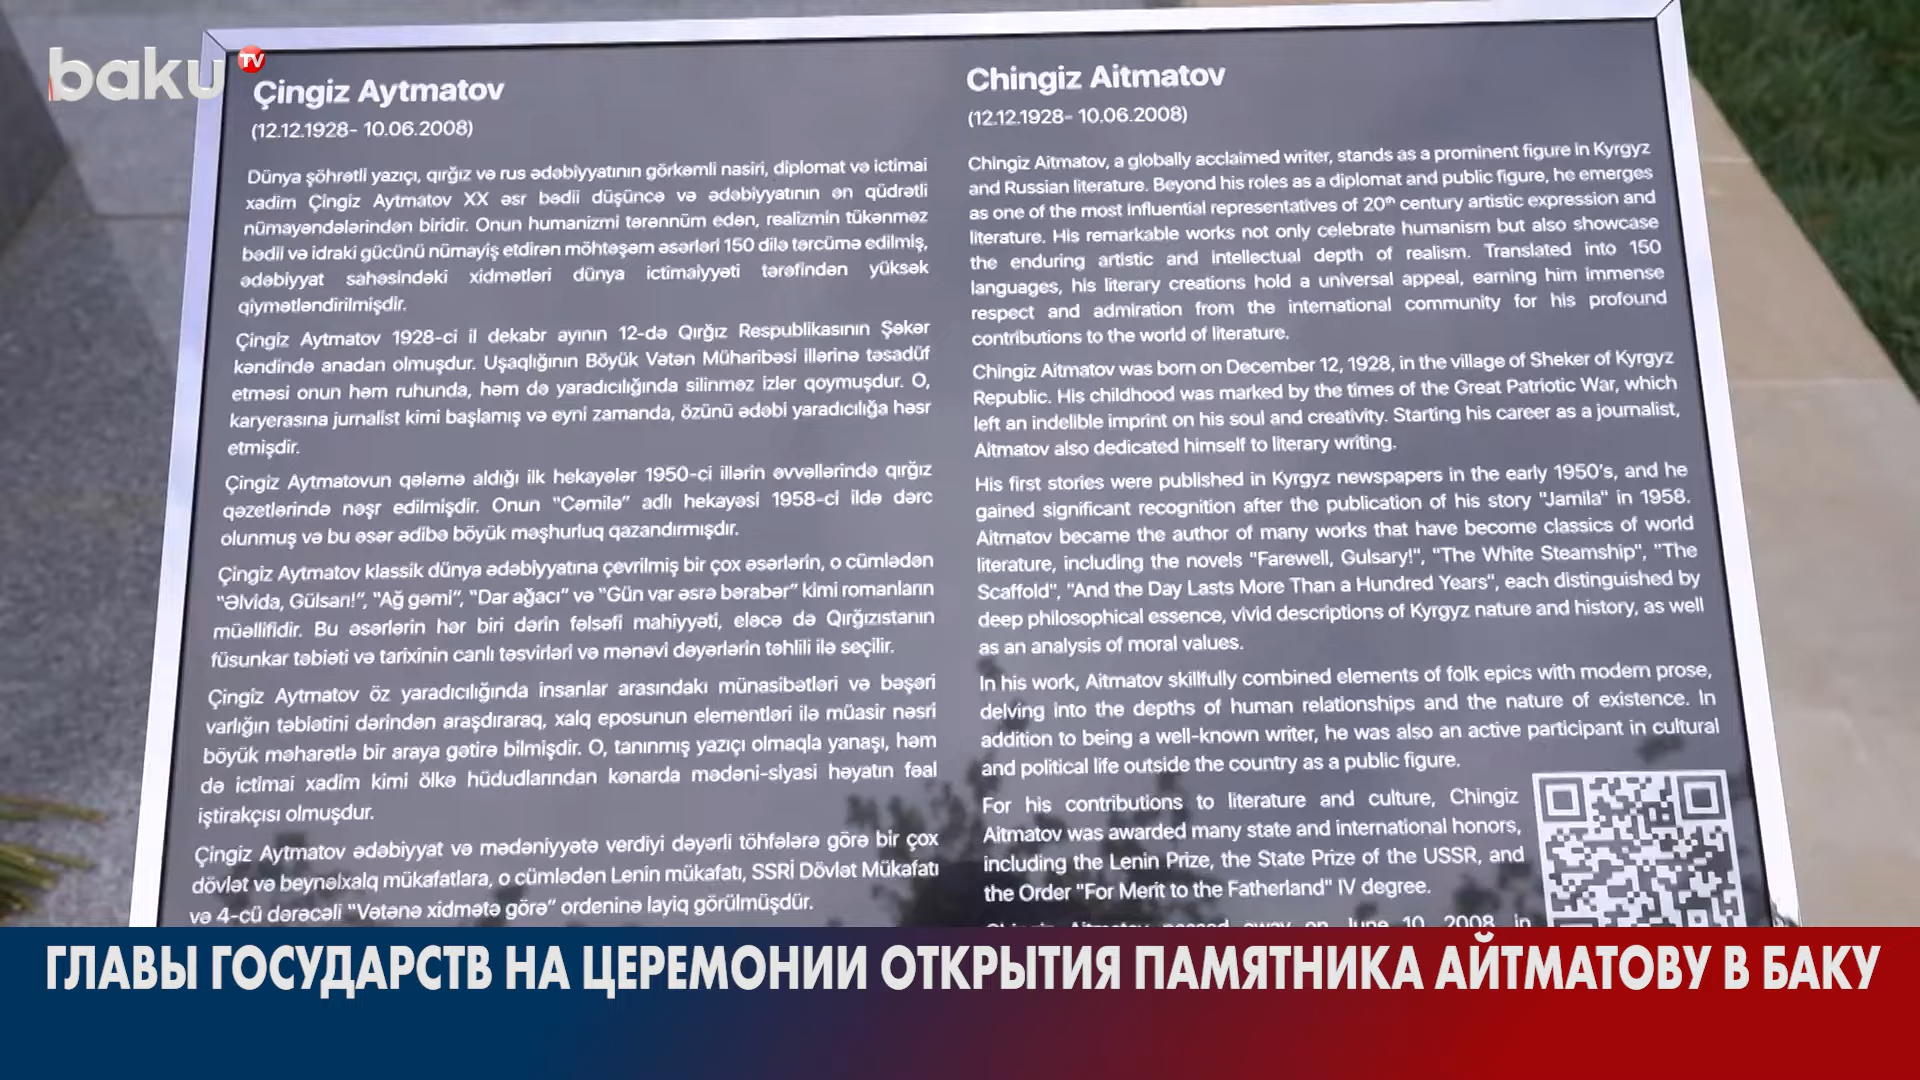 baku TV
Çingiz Aytmatov
(12.12.1928- 10.06.2008)
Dünya şöhrətli yazıçı, qırğız və rus ədəbiyyatının görkəmli nasiri, diplomat və ictimai
xadim Çingiz Aytmatov XX əsr bədii düşüncə və ədəbiyyatının ən qüdrətli
nümayəndələrindən biridir. Onun humanizmi tərənnüm edən, realizmin tükənməz
bədii və idraki gücünü nümayiş etdirən möhtəşəm əsərləri 150 dilə tərcümə edilmiş,
ədəbiyyat sahəsindəki xidmətləri dünya ictimaiyyəti tərəfindən yüksək
qiymətləndirilmişdir.
Çingiz Aytmatov 1928-ci il dekabr ayının 12-də Qırğız Respublikasının Şəkər
kəndində anadan olmuşdur. Uşaqlığının Böyük Vətən Müharibəsi illərinə təsadüf
etməsi onun həm ruhunda, həm də yaradıcılığında silinməz izlər qoymuşdur. O,
karyerasına jurnalist kimi başlamış və eyni zamanda, özünü ədəbi yaradıcılığa həsr
etmişdir.
Çingiz Aytmatovun qələmə aldığı ilk hekayələr 1950-ci illərin əvvəllərində qırğız
qəzetlərində nəşr edilmişdir. Onun "Cəmilə" adlı hekayəsi 1958-ci ildə dərc
olunmuş və bu əsər ədibə böyük məşhurluq qazandırmışdır.
Çingiz Aytmatov klassik dünya ədəbiyyatına çevrilmiş bir çox əsərlərin, o cümlədən
"Əlvida, Gülsarı!", "Ağ gəmi", "Dar ağacı" və "Gün var əsrə bərabər" kimi romanların
müəllifidir. Bu əsərlərin hər biri dərin fəlsəfi mahiyyəti, eləcə də Qırğızıstanın
füsunkar təbiəti və tarixinin canlı təsvirləri və mənəvi dəyərlərin təhlili ilə seçilir.
Çingiz Aytmatov öz yaradıcılığında insanlar arasındakı münasibətləri və bəşəri
varlığın təbiətini dərindən araşdıraraq, xalq eposunun elementləri ilə müasir nəsri
böyük məharətlə bir araya gətirə bilmişdir. O, tanınmış yazıçı olmaqla yanaşı, həm
də ictimai xadim kimi ölkə hüdudlarından kənarda mədəni-siyasi həyatın fəal
iştirakçısı olmuşdur.
Çingiz Aytmatov ədəbiyyat və mədəniyyətə verdiyi dəyərli töhfələrə görə bir çox
dövlət və beynəlxalq mükafatlara, o cümlədən Lenin mükafatı, SSRİ Dövlət Mükafatı
və 4-cü dərəcəli "Vətənə xidmətə görə" ordeninə layiq görülmüşdür.
Chingiz Aitmatov
(12.12.1928- 10.06.2008)
Chingiz Aitmatov, a globally acclaimed writer, stands as a prominent figure in Kyrgyz
and Russian literature. Beyond his roles as a diplomat and public figure, he emerges
as one of the most influential representatives of 20th century artistic expression and
literature. His remarkable works not only celebrate humanism but also showcase
the enduring artistic and intellectual depth of realism. Translated into 150
languages, his literary creations hold a universal appeal, earning him immense
respect and admiration from the international community for his profound
contributions to the world of literature.
Chingiz Aitmatov was born on December 12, 1928, in the village of Sheker of Kyrgyz
Republic. His childhood was marked by the times of the Great Patriotic War, which
left an indelible imprint on his soul and creativity. Starting his career as a journalist,
Aitmatov also dedicated himself to literary writing.
His first stories were published in Kyrgyz newspapers in the early 1950's, and he
gained significant recognition after the publication of his story "Jamila" in 1958.
Aitmatov became the author of many works that have become classics of world
literature, including the novels "Farewell, Gulsary!", "The White Steamship", "The
Scaffold", "And the Day Lasts More Than a Hundred Years", each distinguished by
deep philosophical essence, vivid descriptions of Kyrgyz nature and history, as well
as an analysis of moral values.
In his work, Aitmatov skillfully combined elements of folk epics with modern prose,
delving into the depths of human relationships and the nature of existence. In
addition to being a well-known writer, he was also an active participant in cultural
and political life outside the country as a public figure.
For his contributions to literature and culture, Chingiz
Aitmatov was awarded many state and international honors,
including the Lenin Prize, the State Prize of the USSR, and
the Order "For Merit to the Fatherland" IV degree.
Chingiz Aitmatov passed away on June 10, 2008 in
ГЛАВЫ ГОСУДАРСТВ НА ЦЕРЕМОНИИ ОТКРЫТИЯ ПАМЯТНИКА АЙТМАТОВУ В БАКУ